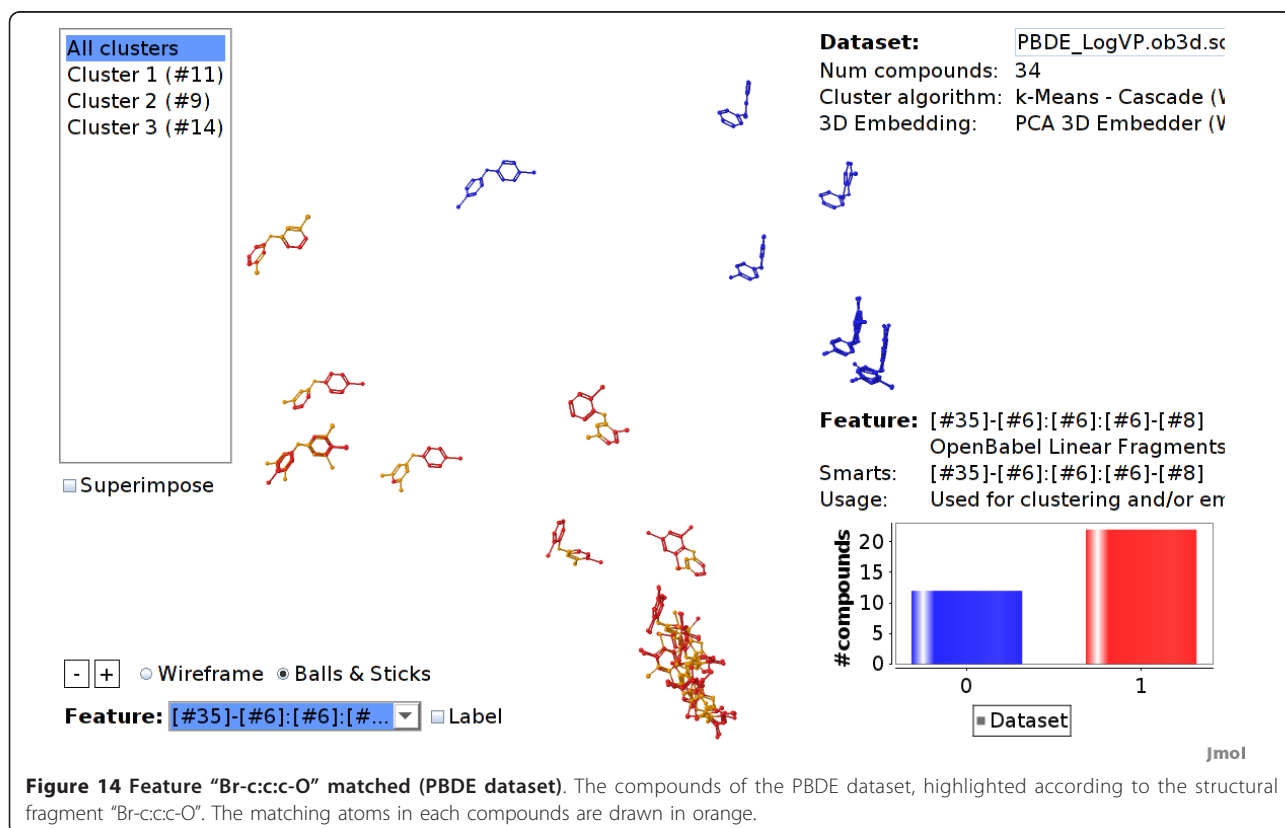 All clusters
Cluster 1 (#11)
Cluster 2 (#9)
Cluster 3 (#14)
Superimpose
Dataset: PBDE_LogVP.ob3d.sc
Num compounds: 34
Cluster algorithm: k-Means - Cascade (W
3D Embedding: PCA 3D Embedder (W
Feature: [#35]-[#6]:[#6]:[#6]-[#8]
OpenBabel Linear Fragments
Smarts: [#35]-[#6]:[#6]:[#6]-[#8]
Usage: Used for clustering and/or em
#compounds
20
15
10
5
0
0 1
Dataset
- + Wireframe Balls & Sticks
Feature: [#35]-[#6]:[#6]:[#... Label
Jmol
Figure 14 Feature “Br-c:c:c-O” matched (PBDE dataset). The compounds of the PBDE dataset, highlighted according to the structural
fragment “Br-c:c:c-O”. The matching atoms in each compounds are drawn in orange.